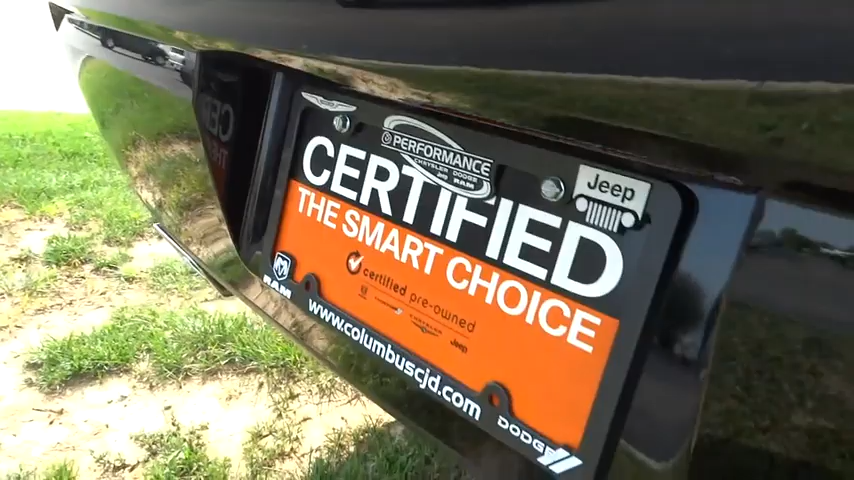 PERFORMANCE
CHRYSLER DODGE
Jeep RAM
Jeep
CERTIFIED
THE SMART CHOICE
certified pre-owned
Jeep
RAM
www.columbuscjd.com
DODGE